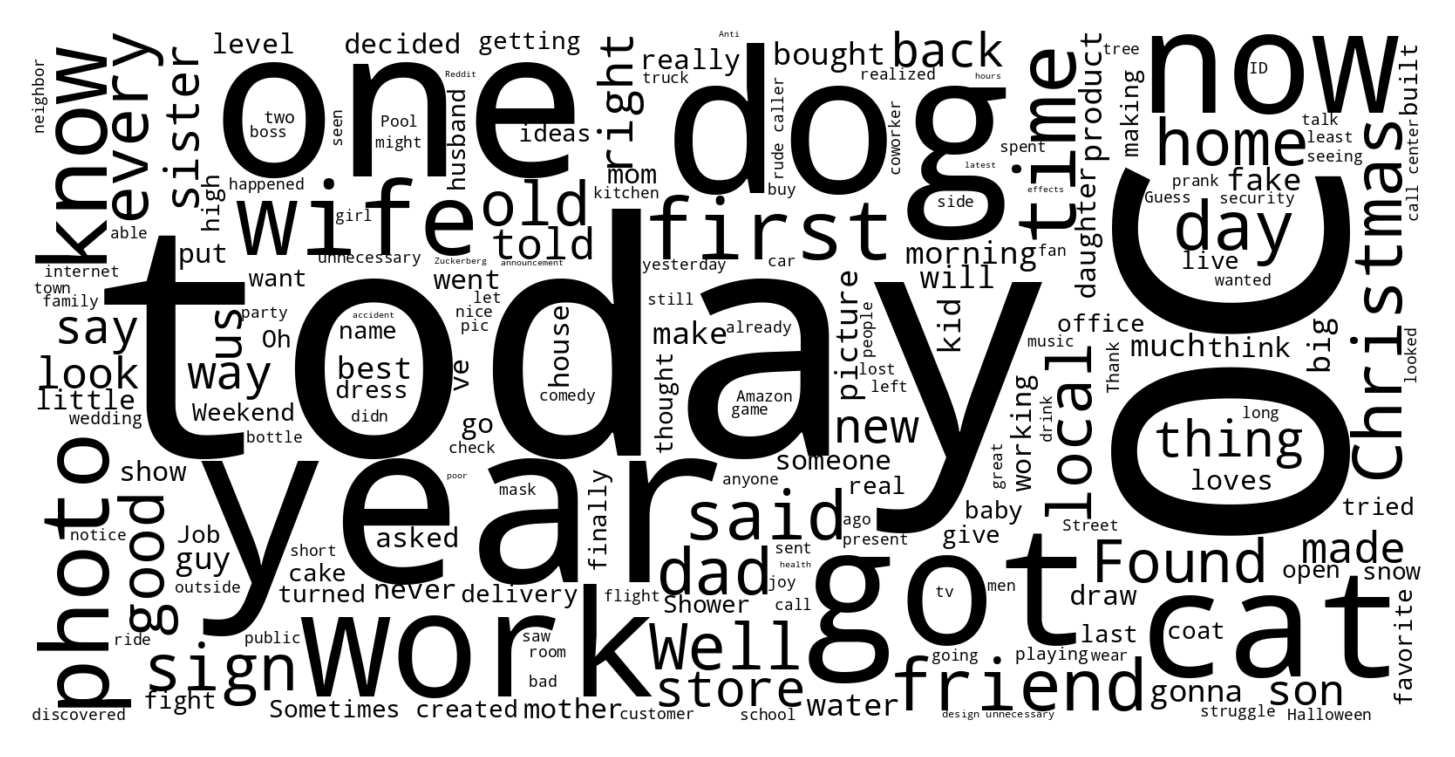 today
OC
year
one
dog
now
work
got
cat
know
wife
first
time
home
day
Christmas
thing
photo
sign
said
dad
Well
store
friend
Found
made
local
every
sister
level
decided
getting
right
really
truck
bought
back
realized
hours
Anti
tree
neighbor
Reddit
two
boss
seen
Pool
might
husband
ideas
mom
kitchen
rude caller
buy
coworker
spent
latest
side
effects
product
making
ID
talk
least
seeing
built
call center
prank
Guess
fake
security
live
wanted
daughter
high
happened
able
girl
old
told
put
unnecessary
Zuckerberg
announcement
yesterday
car
morning
fan
will
internet
town
family
want
party
went
let
nice
pic
still
say
us
Oh
accident
name
house
make
already
picture
people
kid
music
office
much
think
big
Thank
looked
look
way
best
dress
ve
comedy
thought
Amazon
game
lost
left
little
wedding
Weekend
didn
bottle
go
check
new
working
drink
long
loves
show
poor
mask
someone
anyone
real
great
good
notice
Job
guy
asked
short
finally
ago
present
baby
give
Street
tried
outside
cake
turned
never
delivery
flight
sent
health
joy
Shower
call
tv
men
draw
open
snow
ride
public
saw
room
bad
last
coat
favorite
going
playing
wear
fight
discovered
Sometimes
created
mother
customer
school
water
design unnecessary
gonna
son
struggle
Halloween